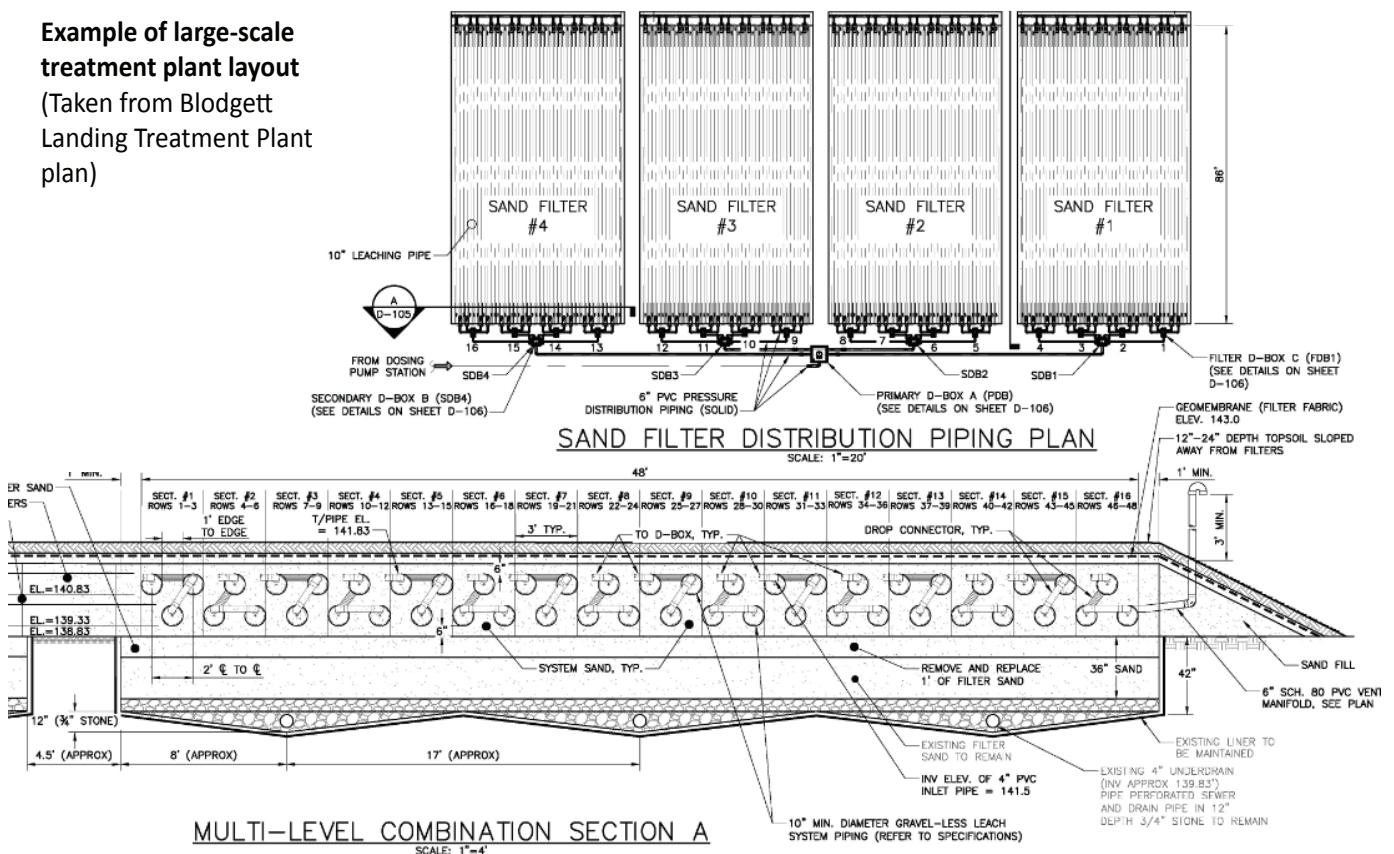 Example of large-scale
treatment plant layout
(Taken from Blodgett
Landing Treatment Plant
plan)
SAND FILTER
#4
SAND FILTER
#3
SAND FILTER
#2
SAND FILTER
#1
86'
10" LEACHING PIPE
A
D-105
16 15 14 13
12 11 10 9
8 7 6 5
4 3 2 1
FROM DOSING
PUMP STATION
SDB4
SDB3
SDB2
SDB1
SECONDARY D-BOX B (SDB4)
(SEE DETAILS ON SHEET D-106)
6" PVC PRESSURE
DISTRIBUTION PIPING (SOLID)
PRIMARY D-BOX A (PDB)
(SEE DETAILS ON SHEET D-106)
FILTER D-BOX C (FDB1)
(SEE DETAILS ON SHEET
D-106)
SAND FILTER DISTRIBUTION PIPING PLAN
SCALE: 1"=20'
GEOMEMBRANE (FILTER FABRIC)
ELEV. 143.0
12"-24" DEPTH TOPSOIL SLOPED
AWAY FROM FILTERS
48'
1' MIN.
3' MIN.
ER SAND
ERS
SECT. #1
ROWS 1-3
SECT. #2
ROWS 4-6
SECT. #3
ROWS 7-9
SECT. #4
ROWS 10-12
SECT. #5
ROWS 13-15
SECT. #6
ROWS 16-18
SECT. #7
ROWS 19-21
SECT. #8
ROWS 22-24
SECT. #9
ROWS 25-27
SECT. #10
ROWS 28-30
SECT. #11
ROWS 31-33
SECT. #12
ROWS 34-36
SECT. #13
ROWS 37-39
SECT. #14
ROWS 40-42
SECT. #15
ROWS 43-45
SECT. #16
ROWS 46-48
1' EDGE
TO EDGE
T/PIPE EL.
= 141.83
3' TYP.
TO D-BOX, TYP.
DROP CONNECTOR, TYP.
6"
EL.=140.83
EL.=139.33
EL.=138.83
6"
2' ℄ TO ℄
SYSTEM SAND, TYP.
REMOVE AND REPLACE
1' OF FILTER SAND
36" SAND
42"
SAND FILL
6" SCH. 80 PVC VENT
MANIFOLD, SEE PLAN
12" (¾" STONE)
4.5' (APPROX)
8' (APPROX)
17' (APPROX)
EXISTING FILTER
SAND TO REMAIN
INV ELEV. OF 4" PVC
INLET PIPE = 141.5
EXISTING LINER TO
BE MAINTAINED
EXISTING 4" UNDERDRAIN
(INV APPROX 139.83')
PIPE PERFORATED SEWER
AND DRAIN PIPE IN 12"
DEPTH 3/4" STONE TO REMAIN
10" MIN. DIAMETER GRAVEL-LESS LEACH
SYSTEM PIPING (REFER TO SPECIFICATIONS)
MULTI-LEVEL COMBINATION SECTION A
SCALE: 1"=4'